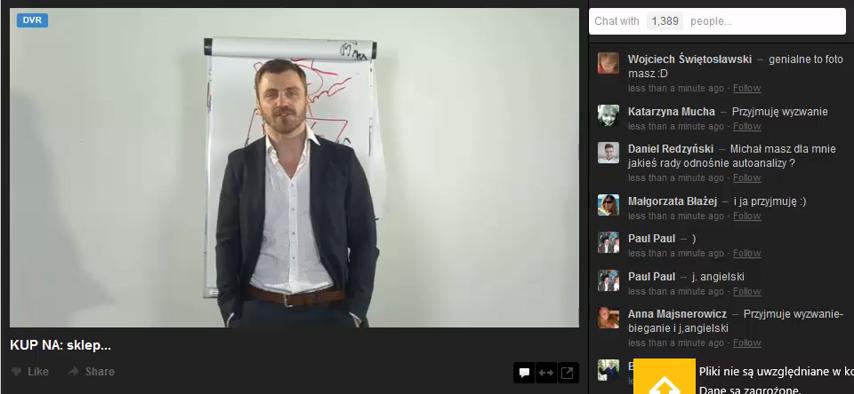 DVR
KUP NA: sklep...
Like
Share
Chat with 1,389 people...
Wojciech Świętosławski – genialne to foto
masz :D
less than a minute ago - Follow
Katarzyna Mucha – Przyjmuję wyzwanie
less than a minute ago - Follow
Daniel Redzyński – Michał masz dla mnie
jakieś rady odnośnie autoanalizy ?
less than a minute ago - Follow
Małgorzata Błażej – i ja przyjmuję :)
less than a minute ago - Follow
Paul Paul – )
less than a minute ago - Follow
Paul Paul – j. angielski
less than a minute ago - Follow
Anna Majsnerowicz – Przyjmuje wyzwanie-
bieganie i j,angielski
less than a minute ago - Follow
Pliki nie są uwzględniane w
Dane są zagrożone.